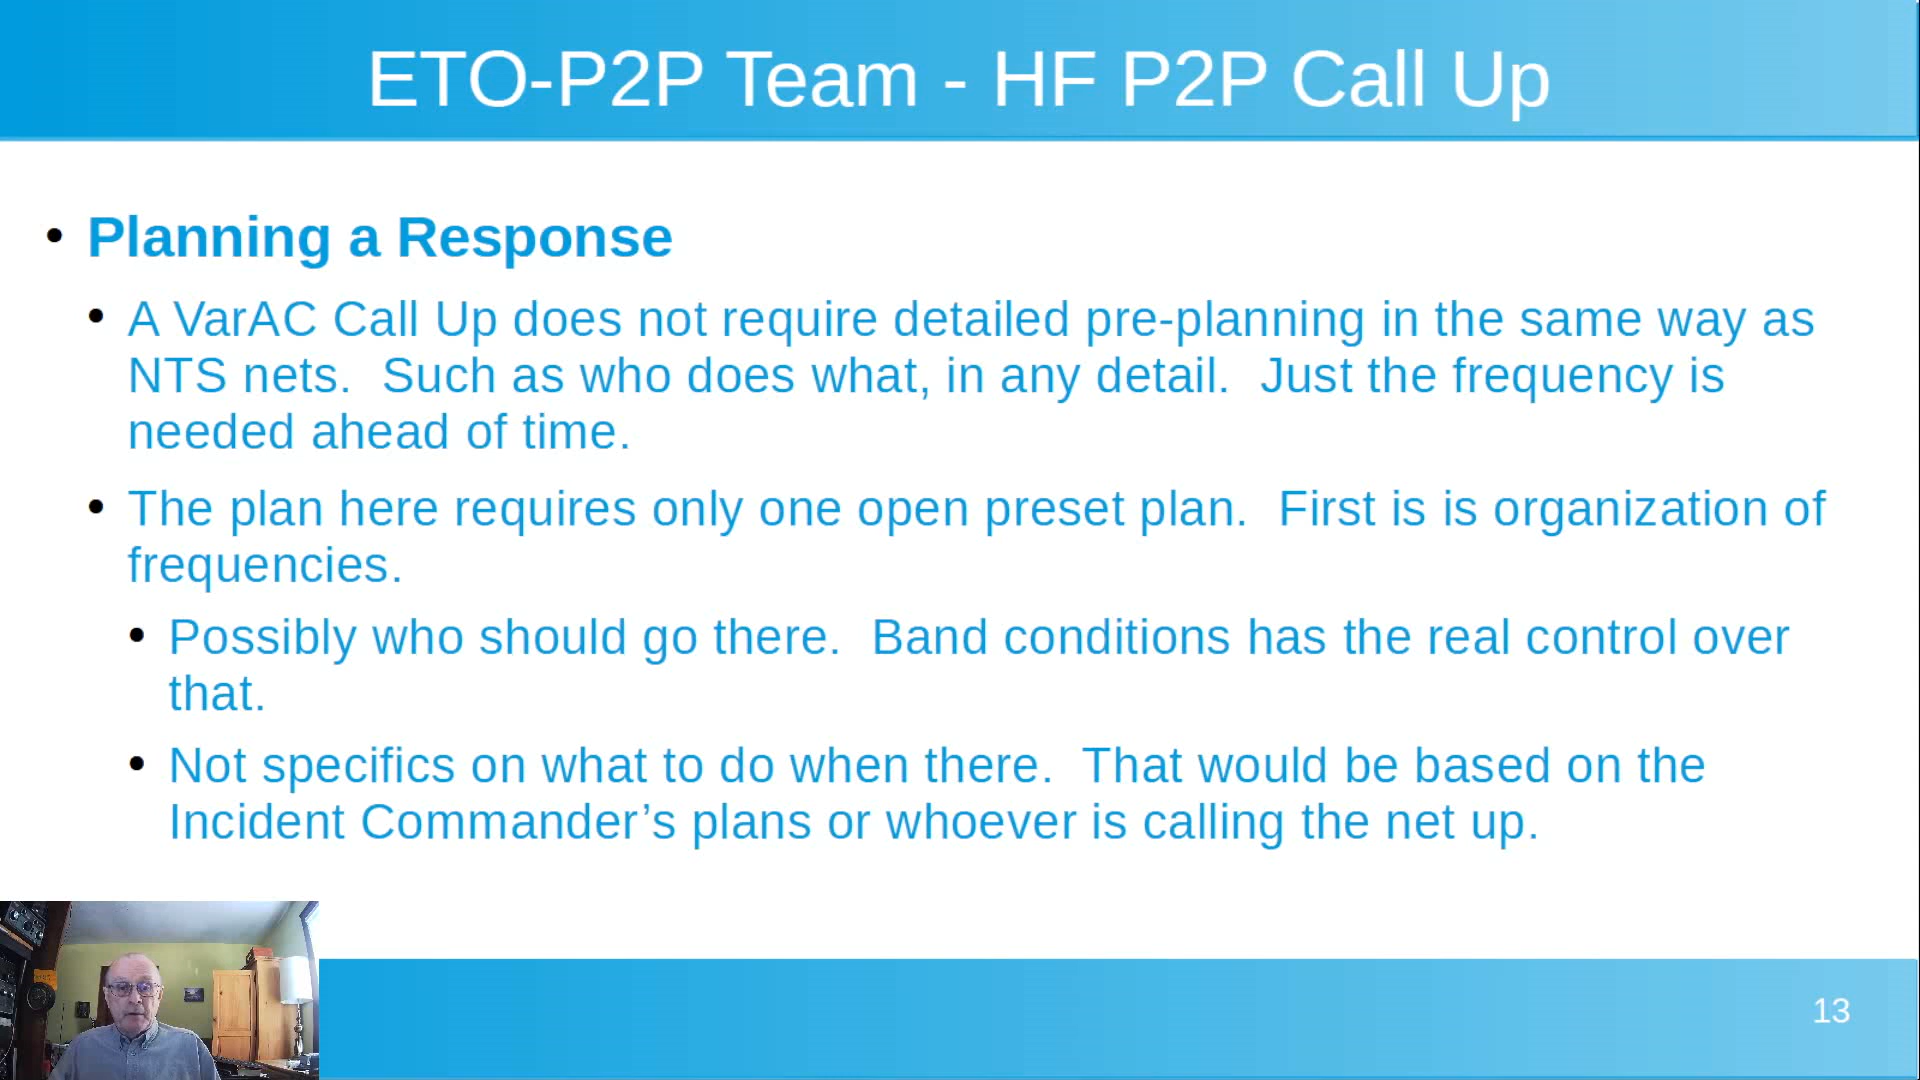 ETO-P2P Team - HF P2P Call Up
• Planning a Response
• A VarAC Call Up does not require detailed pre-planning in the same way as
NTS nets.  Such as who does what, in any detail.  Just the frequency is
needed ahead of time.
• The plan here requires only one open preset plan.  First is is organization of
frequencies.
• Possibly who should go there.  Band conditions has the real control over
that.
• Not specifics on what to do when there.  That would be based on the
Incident Commander’s plans or whoever is calling the net up.
13